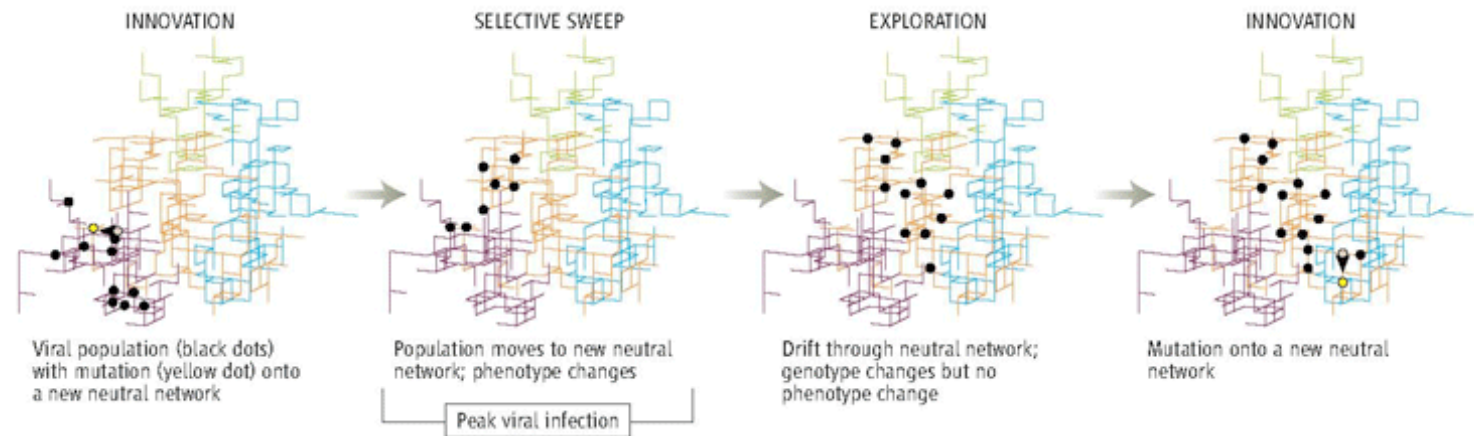 INNOVATION
SELECTIVE SWEEP
EXPLORATION
INNOVATION
Viral population (black dots)
with mutation (yellow dot) onto
a new neutral network
Population moves to new neutral
network; phenotype changes
Peak viral infection
Drift through neutral network;
genotype changes but no
phenotype change
Mutation onto a new neutral
network